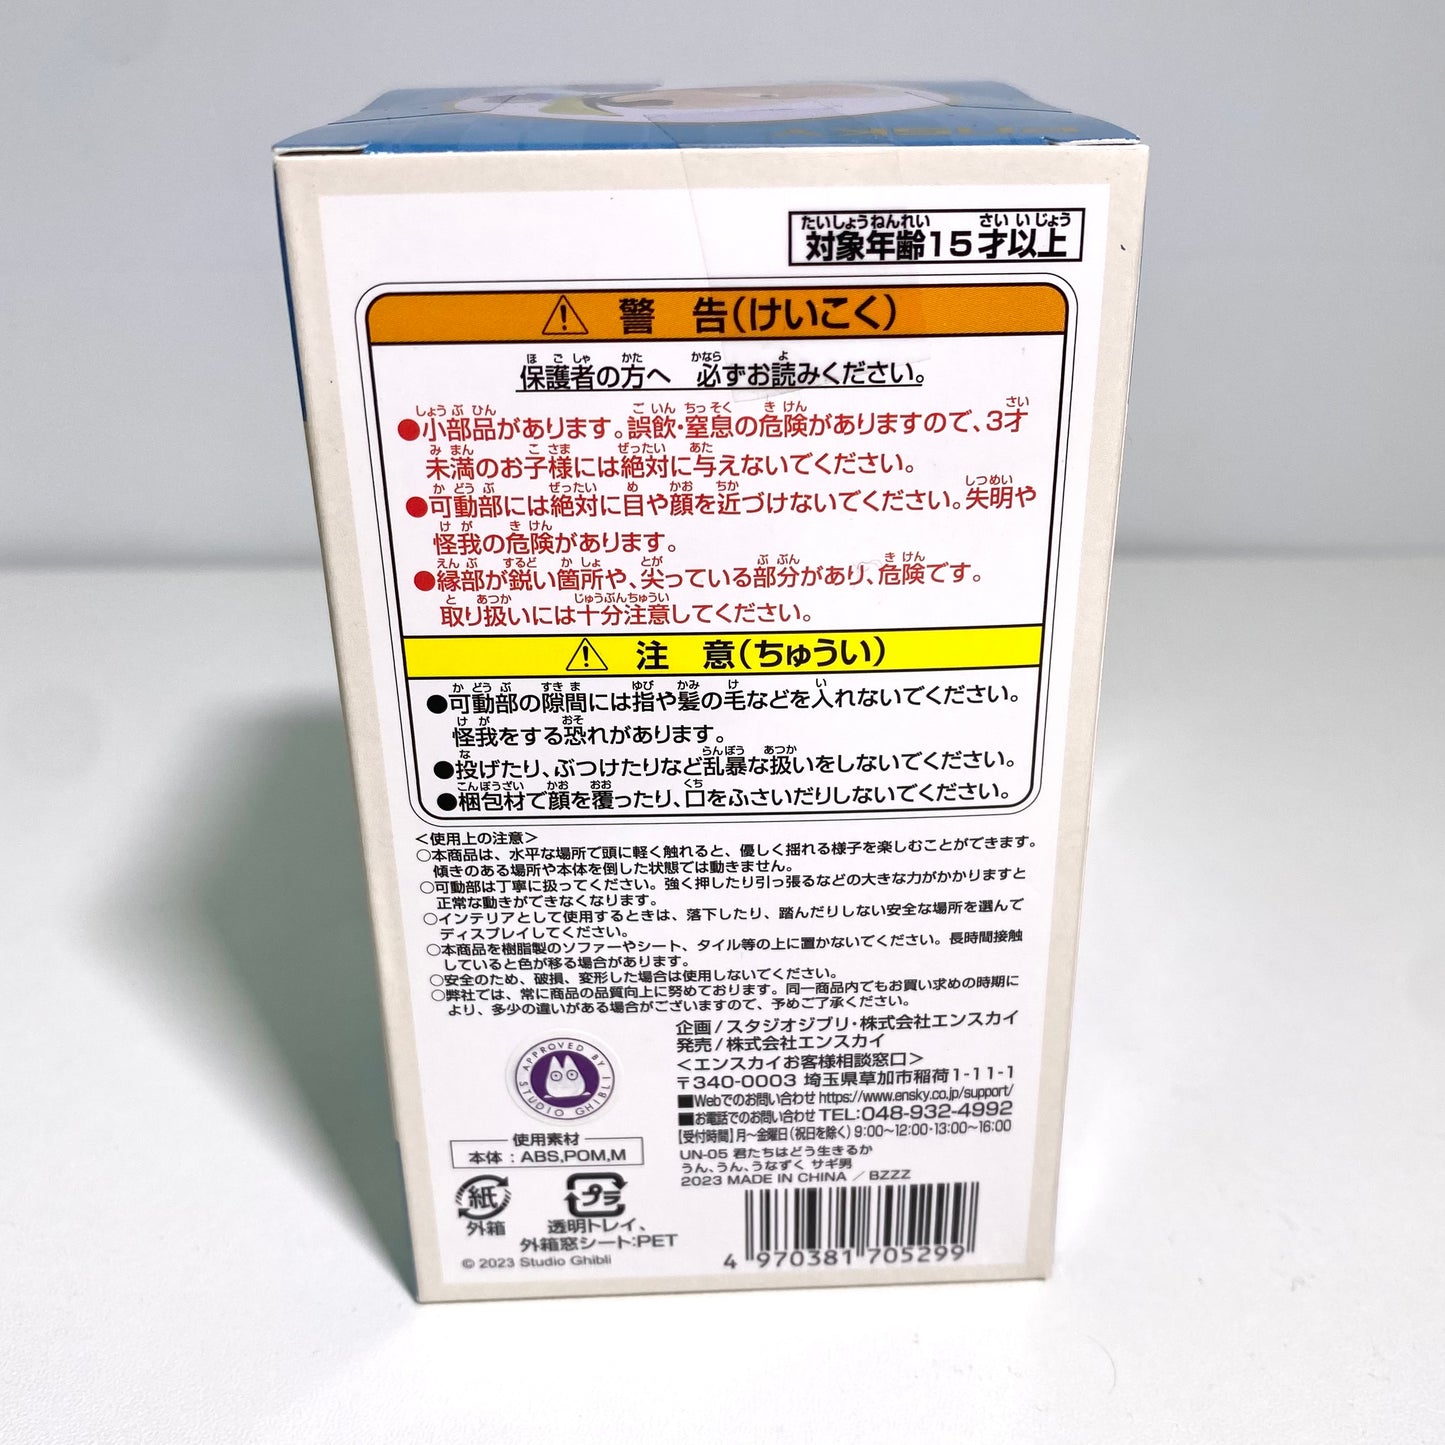 対象年齢15才以上
警 告(けいこく)
保護者の方へ 必ずお読みください。
●小部品があります。誤飲・窒息の危険がありますので、3才
未満のお子様には絶対に与えないでください。
●可動部には絶対に目や顔を近づけないでください。失明や
怪我の危険があります。
●縁部が鋭い箇所や、尖っている部分があり、危険です。
取り扱いには十分注意してください。
注 意(ちゅうい)
●可動部の隙間には指や髪の毛などを入れないでください。
怪我をする恐れがあります。
●投げたり、ぶつけたりなど乱暴な扱いをしないでください。
●梱包材で顔を覆ったり、口をふさいだりしないでください。
＜使用上の注意＞
○本商品は、水平な場所で頭に軽く触れると、優しく揺れる様子を楽しむことができます。
傾きのある場所や本体を倒した状態では動きません。
○可動部は丁寧に扱ってください。強く押したり引っ張るなどの大きな力がかかりますと
正常な動きができなくなります。
○インテリアとして使用するときは、落下したり、踏んだりしない安全な場所を選んで
ディスプレイしてください。
○本商品を樹脂製のソファーやシート、タイル等の上に置かないでください。長時間接触
していると色が移る場合があります。
○安全のため、破損、変形した場合は使用しないでください。
○弊社では、常に商品の品質向上に努めております。同一商品内でもお買い求めの時期に
より、多少の違いがある場合がございますので、予めご了承ください。
企画/スタジオジブリ・株式会社エンスカイ
発売/株式会社エンスカイ
＜エンスカイお客様相談窓口＞
〒340-0003 埼玉県草加市稲荷1-11-1
■Webでのお問い合わせ https://www.ensky.co.jp/support/
■お電話でのお問い合わせ TEL:048-932-4992
【受付時間】月～金曜日(祝日を除く) 9:00～12:00・13:00～16:00
UN-05 君たちはどう生きるか
うん、うん、うなずく サギ男
2023 MADE IN CHINA / BZZZ
APPROVED BY STUDIO GHIBLI
使用素材
本体：ABS,POM,M
紙
外箱
プラ
透明トレイ、
外箱窓シート:PET
© 2023 Studio Ghibli
4 970381 705299